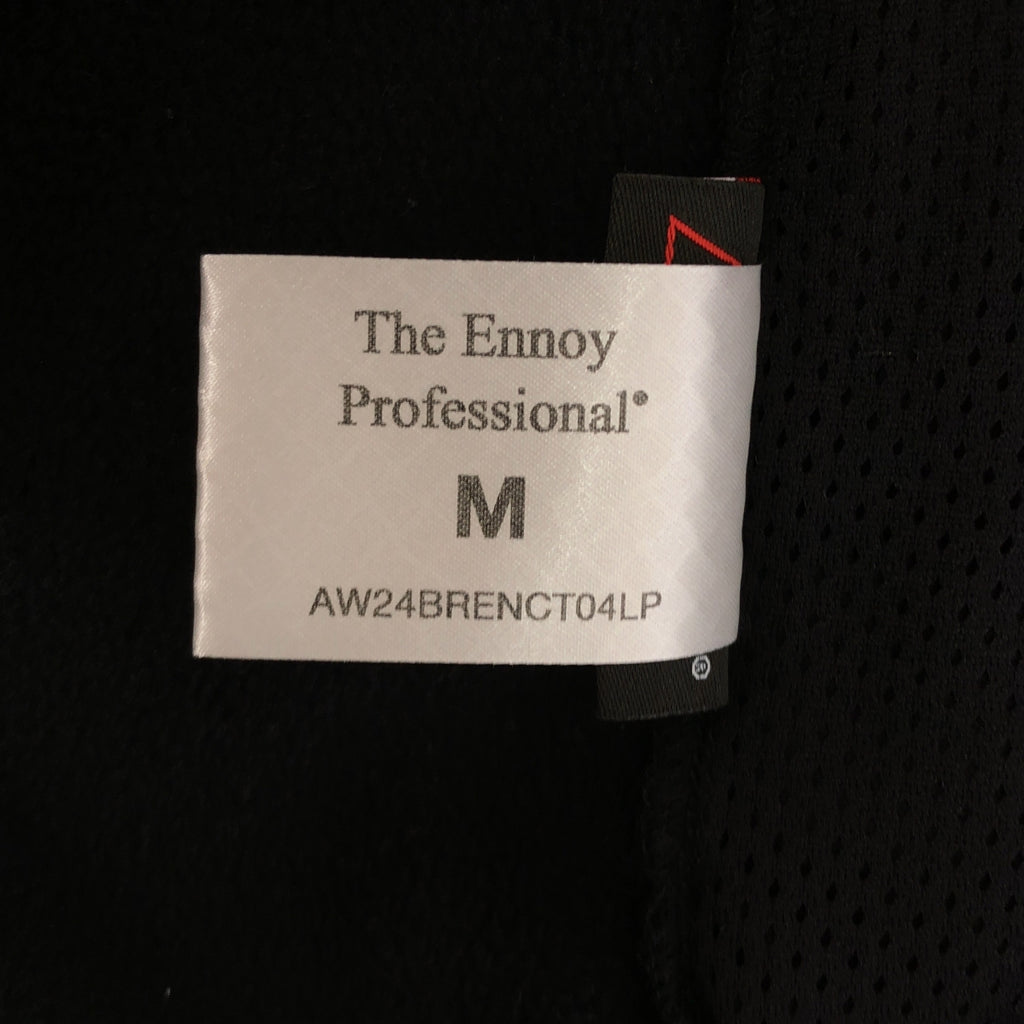 The Ennoy
Professional®
M
AW24BRENCT04LP
®